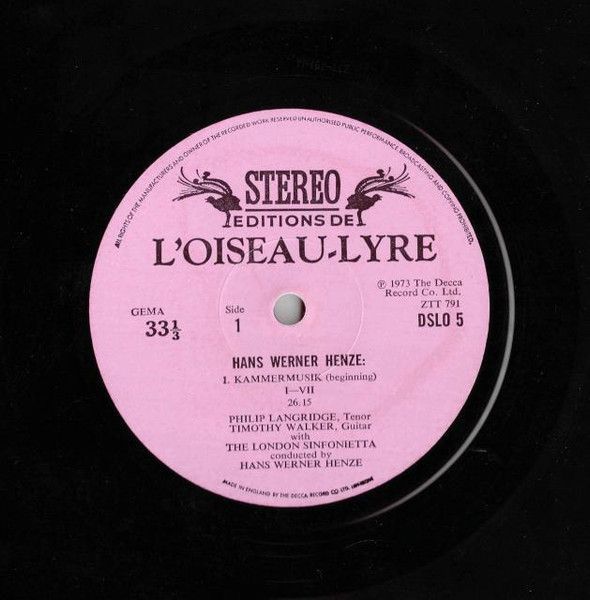 ALL RIGHTS OF THE MANUFACTURERS AND OWNER OF THE RECORDED WORK RESERVED UNAUTHORISED PUBLIC PERFORMANCE, BROADCASTING AND COPYING PROHIBITED
STEREO
EDITIONS DE
L'OISEAU-LYRE
℗ 1973 The Decca
Record Co. Ltd.
ZTT 791
DSLO 5
GEMA
33⅓
Side
1
HANS WERNER HENZE:
1. KAMMERMUSIK (beginning)
I—VII
26.15
PHILIP LANGRIDGE, Tenor
TIMOTHY WALKER, Guitar
with
THE LONDON SINFONIETTA
conducted by
HANS WERNER HENZE
MADE IN ENGLAND BY THE DECCA RECORD CO. LTD.